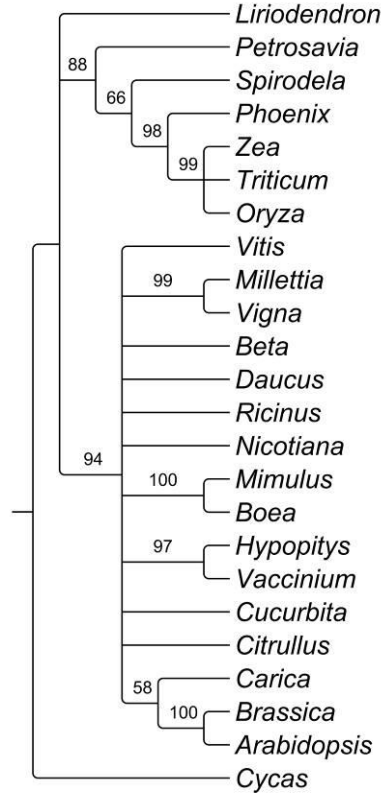 Liriodendron
88
Petrosavia
66
Spirodela
98
Phoenix
99
Zea
Triticum
Oryza
Vitis
99
Millettia
Vigna
Beta
Daucus
Ricinus
94
Nicotiana
100
Mimulus
Boea
97
Hypopitys
Vaccinium
Cucurbita
Citrullus
58
Carica
100
Brassica
Arabidopsis
Cycas